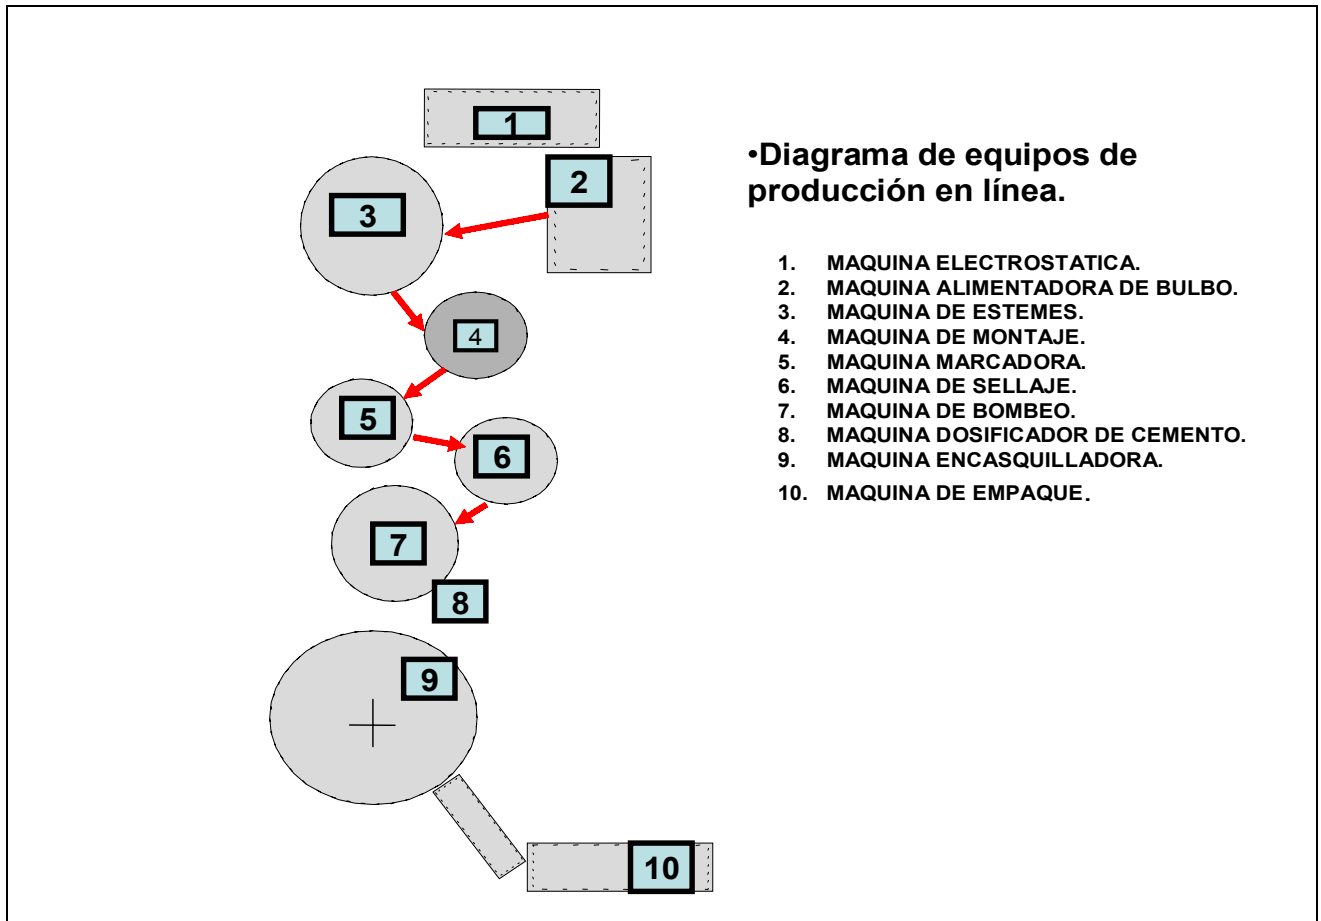 1
2
3
4
5
6
7
8
9
10
•Diagrama de equipos de
producción en línea.
1. MAQUINA ELECTROSTATICA.
2. MAQUINA ALIMENTADORA DE BULBO.
3. MAQUINA DE ESTEMES.
4. MAQUINA DE MONTAJE.
5. MAQUINA MARCADORA.
6. MAQUINA DE SELLAJE.
7. MAQUINA DE BOMBEO.
8. MAQUINA DOSIFICADOR DE CEMENTO.
9. MAQUINA ENCASQUILLADORA.
10. MAQUINA DE EMPAQUE.